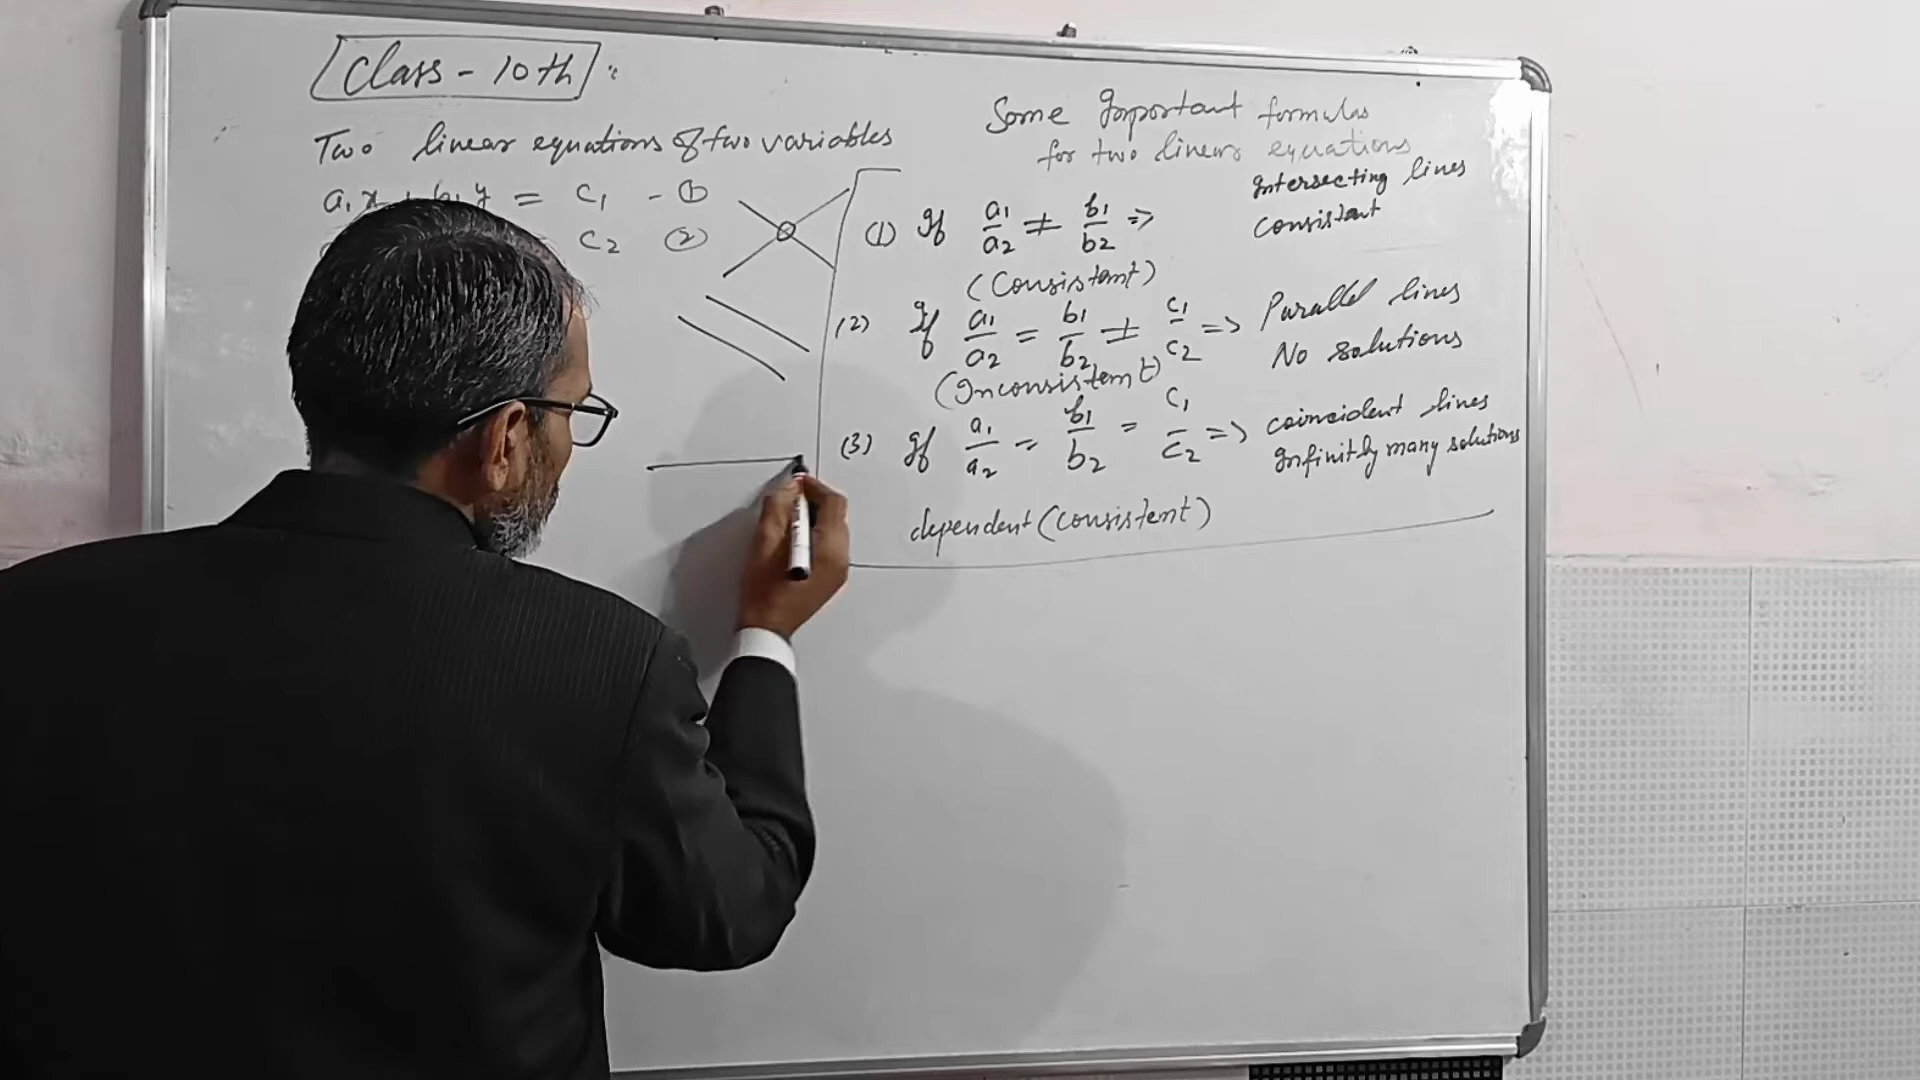 Class - 10th :
Two linear equations of two variables
a₁x + b₁y = c₁ - ①
c₂ ②
Some Important formulas
for two linear equations
(1) If a₁/a₂ ≠ b₁/b₂ => Intersecting lines
consistant
(Consistent)
(2) If a₁/a₂ = b₁/b₂ ≠ c₁/c₂ => Parallel lines
No solutions
(Inconsistent)
(3) If a₁/a₂ = b₁/b₂ = c₁/c₂ => coincident lines
Infinitly many solutions
dependent (consistent)